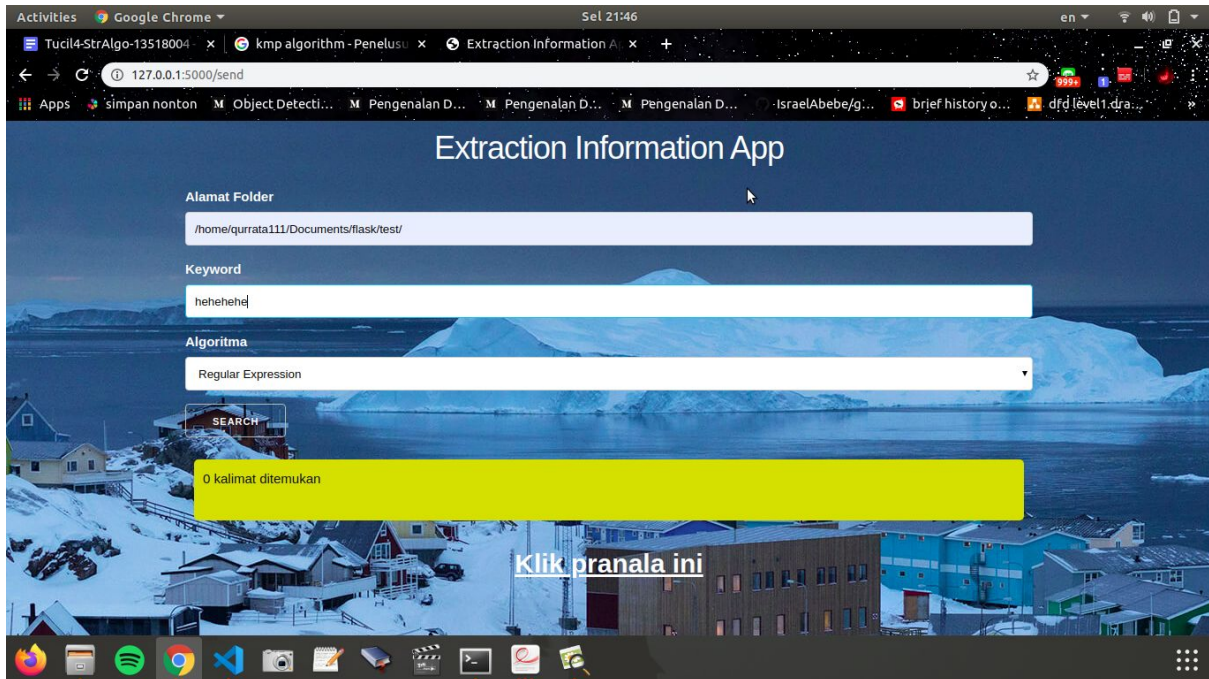 Activities Google Chrome Sel 21:46 en
Tucil4-StrAlgo-13518004- kmp algorithm - Penelusu Extraction Information A
127.0.0.1:5000/send 999+ 1
Apps simpan nonton Object Detecti... Pengenalan D... Pengenalan D... Pengenalan D... IsraelAbebe/g... brief history o... dfd level1.dra... »
Extraction Information App
Alamat Folder
/home/qurrata111/Documents/flask/test/
Keyword
hehehehe
Algoritma
Regular Expression
SEARCH
0 kalimat ditemukan
Klik pranala ini